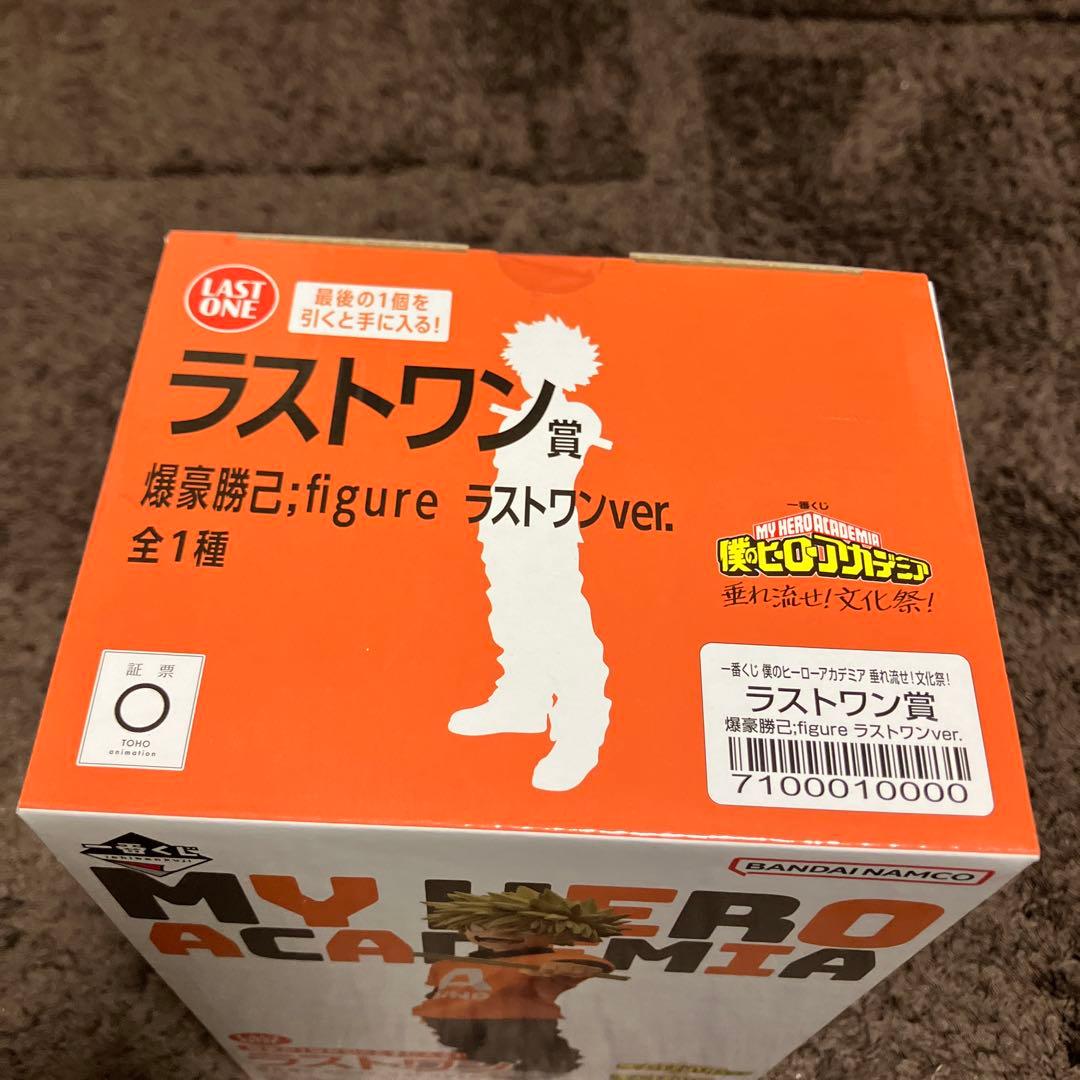 LAST
ONE
最後の1個を
引くと手に入る!
ラストワン賞
爆豪勝己;figure ラストワンver.
全1種
一番くじ
MY HERO ACADEMIA
僕のヒーローアカデミア
垂れ流せ!文化祭!
証 票
TOHO
animation
一番くじ 僕のヒーローアカデミア 垂れ流せ!文化祭!
ラストワン賞
爆豪勝己;figure ラストワンver.
7100010000
一番くじ
ichibankuji
BANDAI NAMCO
MY HERO
ACADEMIA
A
LAST
ラストワン